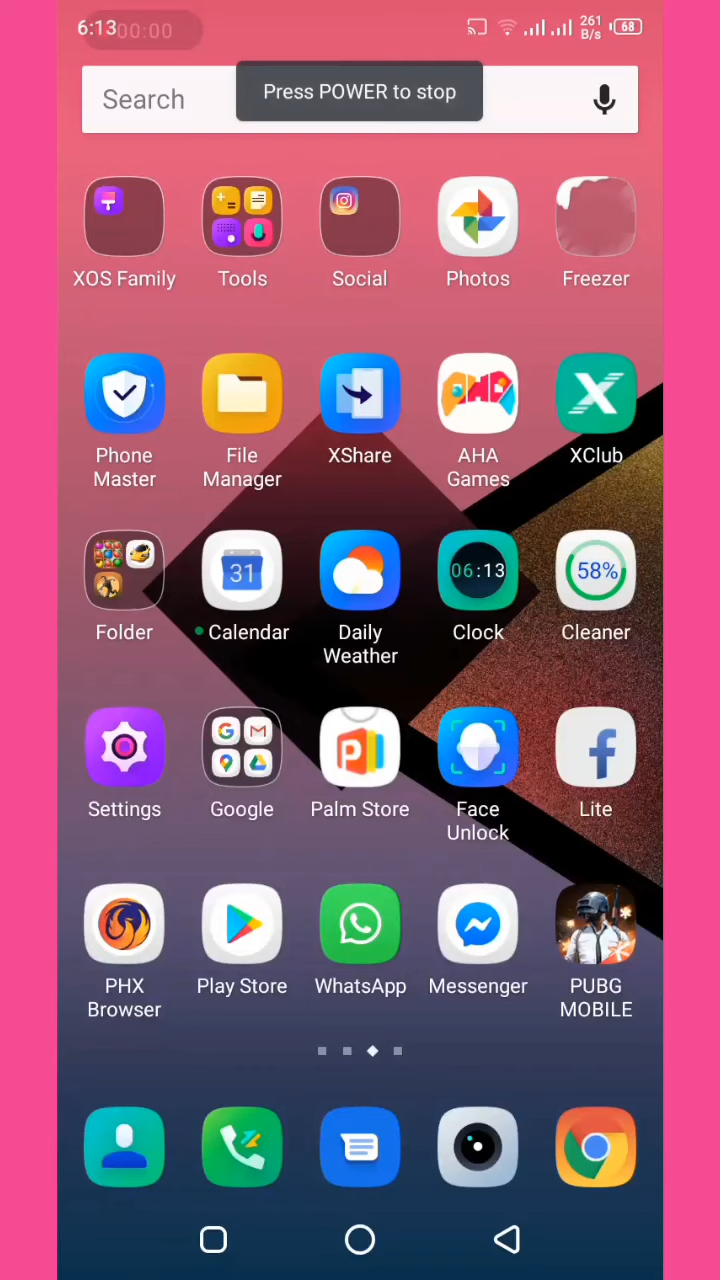 6:13
00:00
261
B/s
68
Search
Press POWER to stop
XOS Family
Tools
Social
Photos
Freezer
Phone
Master
File
Manager
XShare
AHA
Games
XClub
31
06:13
58%
Folder
Calendar
Daily
Weather
Clock
Cleaner
Settings
Google
Palm Store
Face
Unlock
Lite
PHX
Browser
Play Store
WhatsApp
Messenger
PUBG
MOBILE